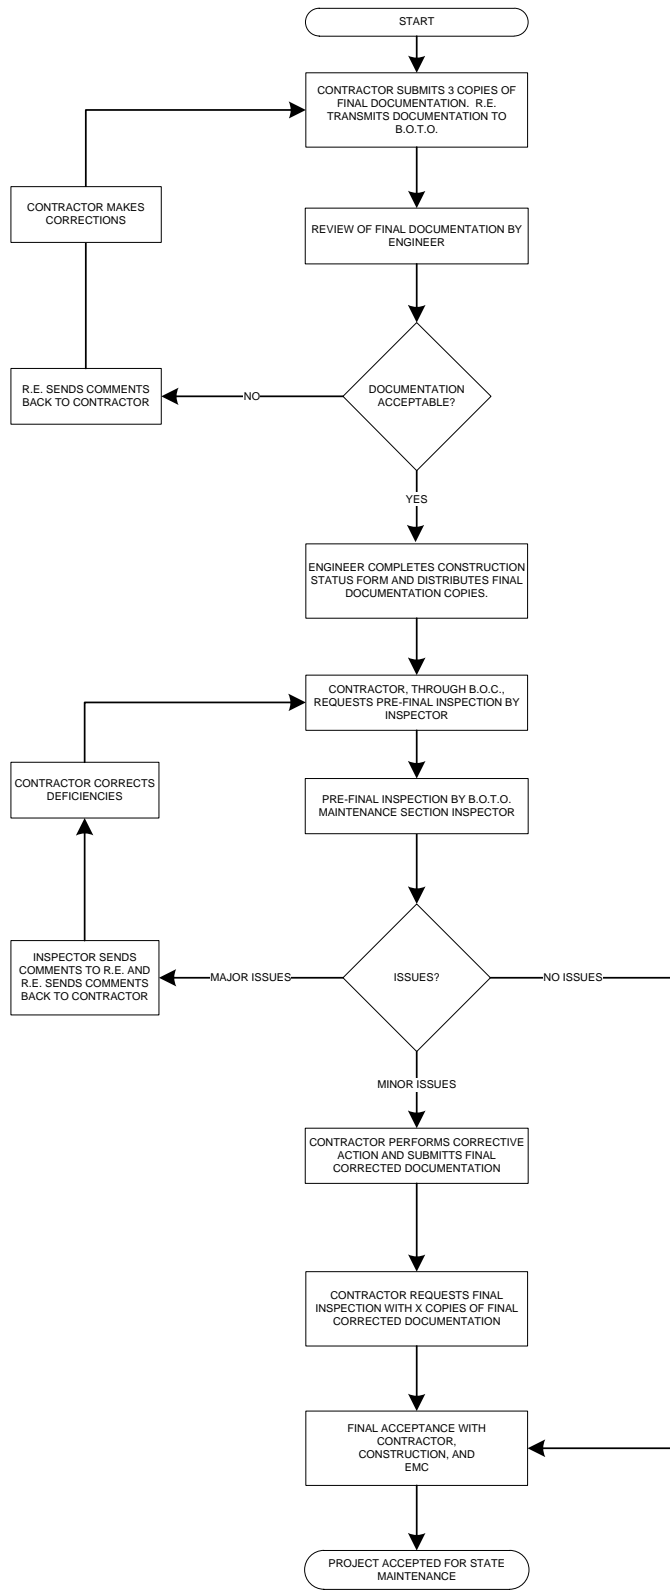 START
CONTRACTOR SUBMITS 3 COPIES OF
FINAL DOCUMENTATION. R.E.
TRANSMITS DOCUMENTATION TO
B.O.T.O.
CONTRACTOR MAKES
CORRECTIONS
REVIEW OF FINAL DOCUMENTATION BY
ENGINEER
R.E. SENDS COMMENTS
BACK TO CONTRACTOR
NO
DOCUMENTATION
ACCEPTABLE?
YES
ENGINEER COMPLETES CONSTRUCTION
STATUS FORM AND DISTRIBUTES FINAL
DOCUMENTATION COPIES.
CONTRACTOR, THROUGH B.O.C.,
REQUESTS PRE-FINAL INSPECTION BY
INSPECTOR
CONTRACTOR CORRECTS
DEFICIENCIES
PRE-FINAL INSPECTION BY B.O.T.O.
MAINTENANCE SECTION INSPECTOR
INSPECTOR SENDS
COMMENTS TO R.E. AND
R.E. SENDS COMMENTS
BACK TO CONTRACTOR
MAJOR ISSUES
ISSUES?
NO ISSUES
MINOR ISSUES
CONTRACTOR PERFORMS CORRECTIVE
ACTION AND SUBMITTS FINAL
CORRECTED DOCUMENTATION
CONTRACTOR REQUESTS FINAL
INSPECTION WITH X COPIES OF FINAL
CORRECTED DOCUMENTATION
FINAL ACCEPTANCE WITH
CONTRACTOR,
CONSTRUCTION, AND
EMC
PROJECT ACCEPTED FOR STATE
MAINTENANCE